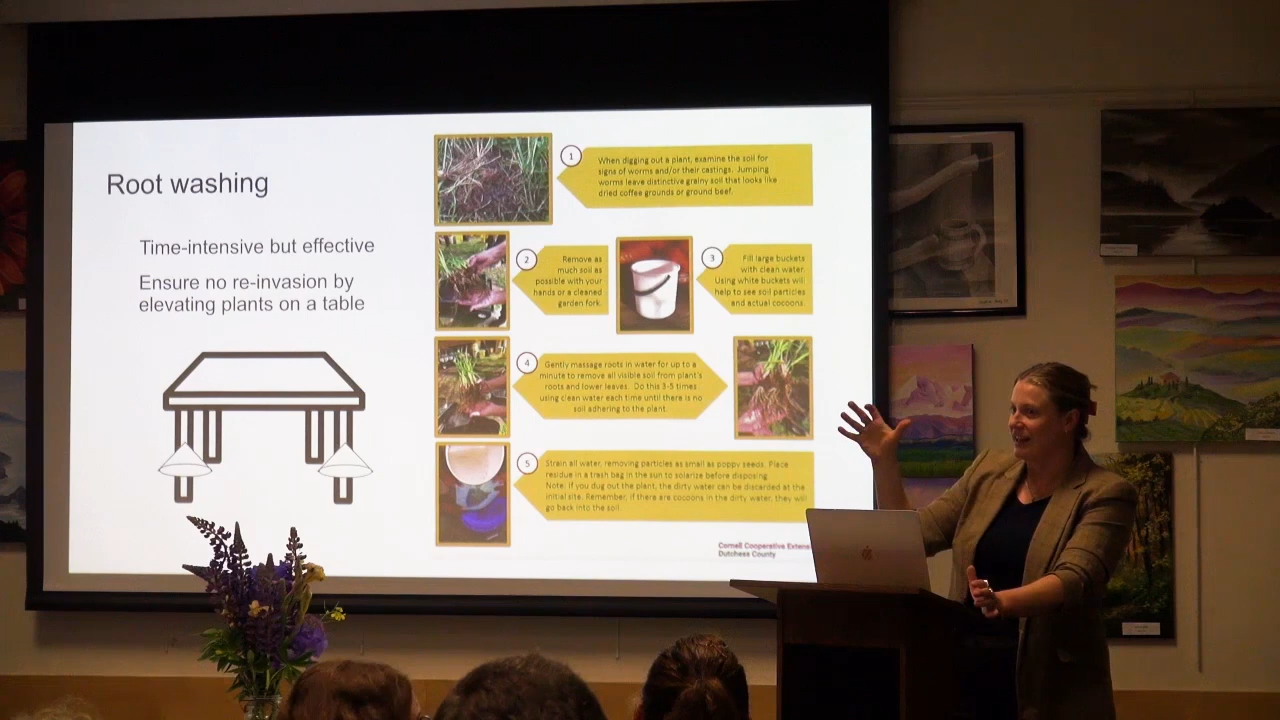 Root washing
Time-intensive but effective
Ensure no re-invasion by
elevating plants on a table
1
When digging out a plant, examine the soil for
signs of worms and/or their castings. Jumping
worms leave distinctive grainy soil that looks like
dried coffee grounds or ground beef.
2
Remove as
much soil as
possible with your
hands or a cleaned
garden fork.
3
Fill large buckets
with clean water.
Using white buckets will
help to see soil particles
and actual cocoons.
4
Gently massage roots in water for up to a
minute to remove all visible soil from plant's
roots and lower leaves. Do this 3-5 times
using clean water each time until there is no
soil adhering to the plant.
5
Strain all water, removing particles as small as poppy seeds. Place
residue in a trash bag in the sun to solarize before disposing
Note: If you dug out the plant, the dirty water can be discarded at the
initial site. Remember, if there are cocoons in the dirty water, they will
go back into the soil.
Cornell Cooperative Extens
Dutchess County